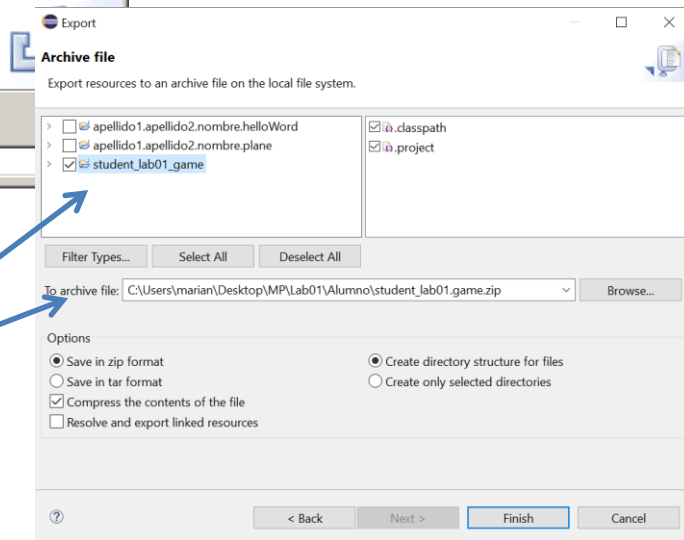 Export
Archive file
Export resources to an archive file on the local file system.
apellido1.apellido2.nombre.helloWord
apellido1.apellido2.nombre.plane
student_lab01_game
.classpath
.project
Filter Types...
Select All
Deselect All
To archive file:
C:\Users\marian\Desktop\MP\Lab01\Alumno\student_lab01.game.zip
Browse...
Options
Save in zip format
Create directory structure for files
Save in tar format
Create only selected directories
Compress the contents of the file
Resolve and export linked resources
< Back
Next >
Finish
Cancel